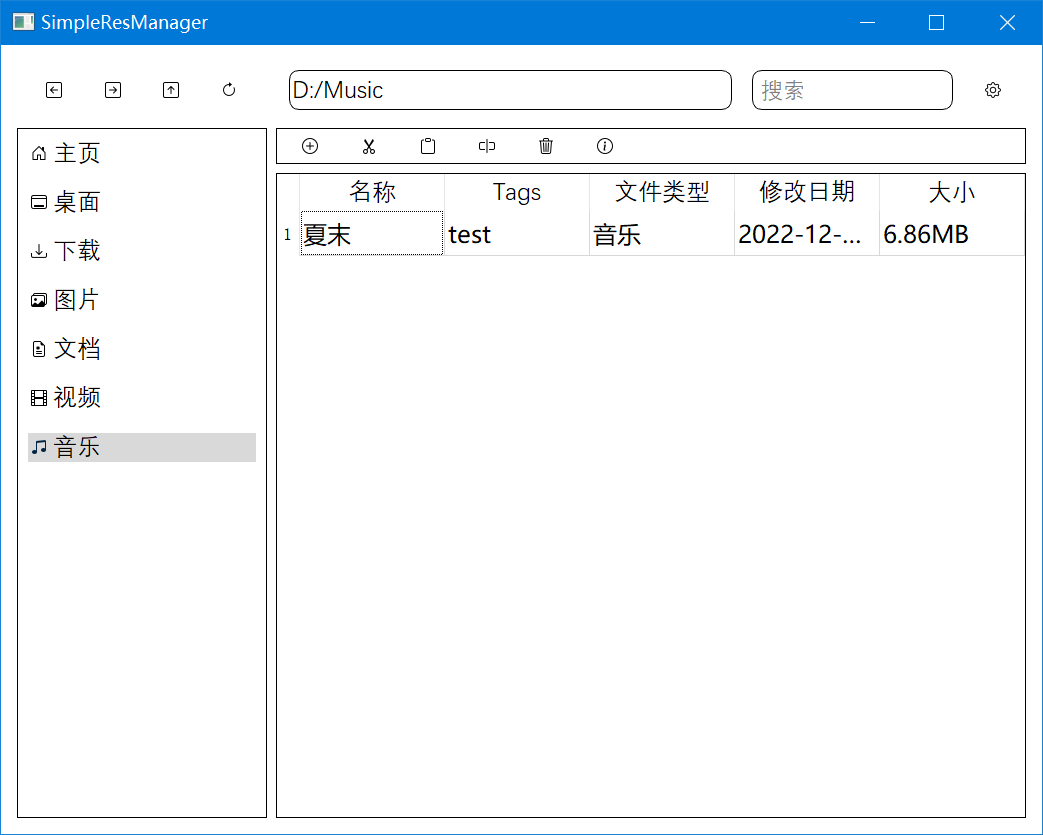 SimpleResManager
D:/Music
搜索
主页
桌面
下载
图片
文档
视频
音乐
名称 Tags 文件类型 修改日期 大小
1 夏末 test 音乐 2022-12-... 6.86MB